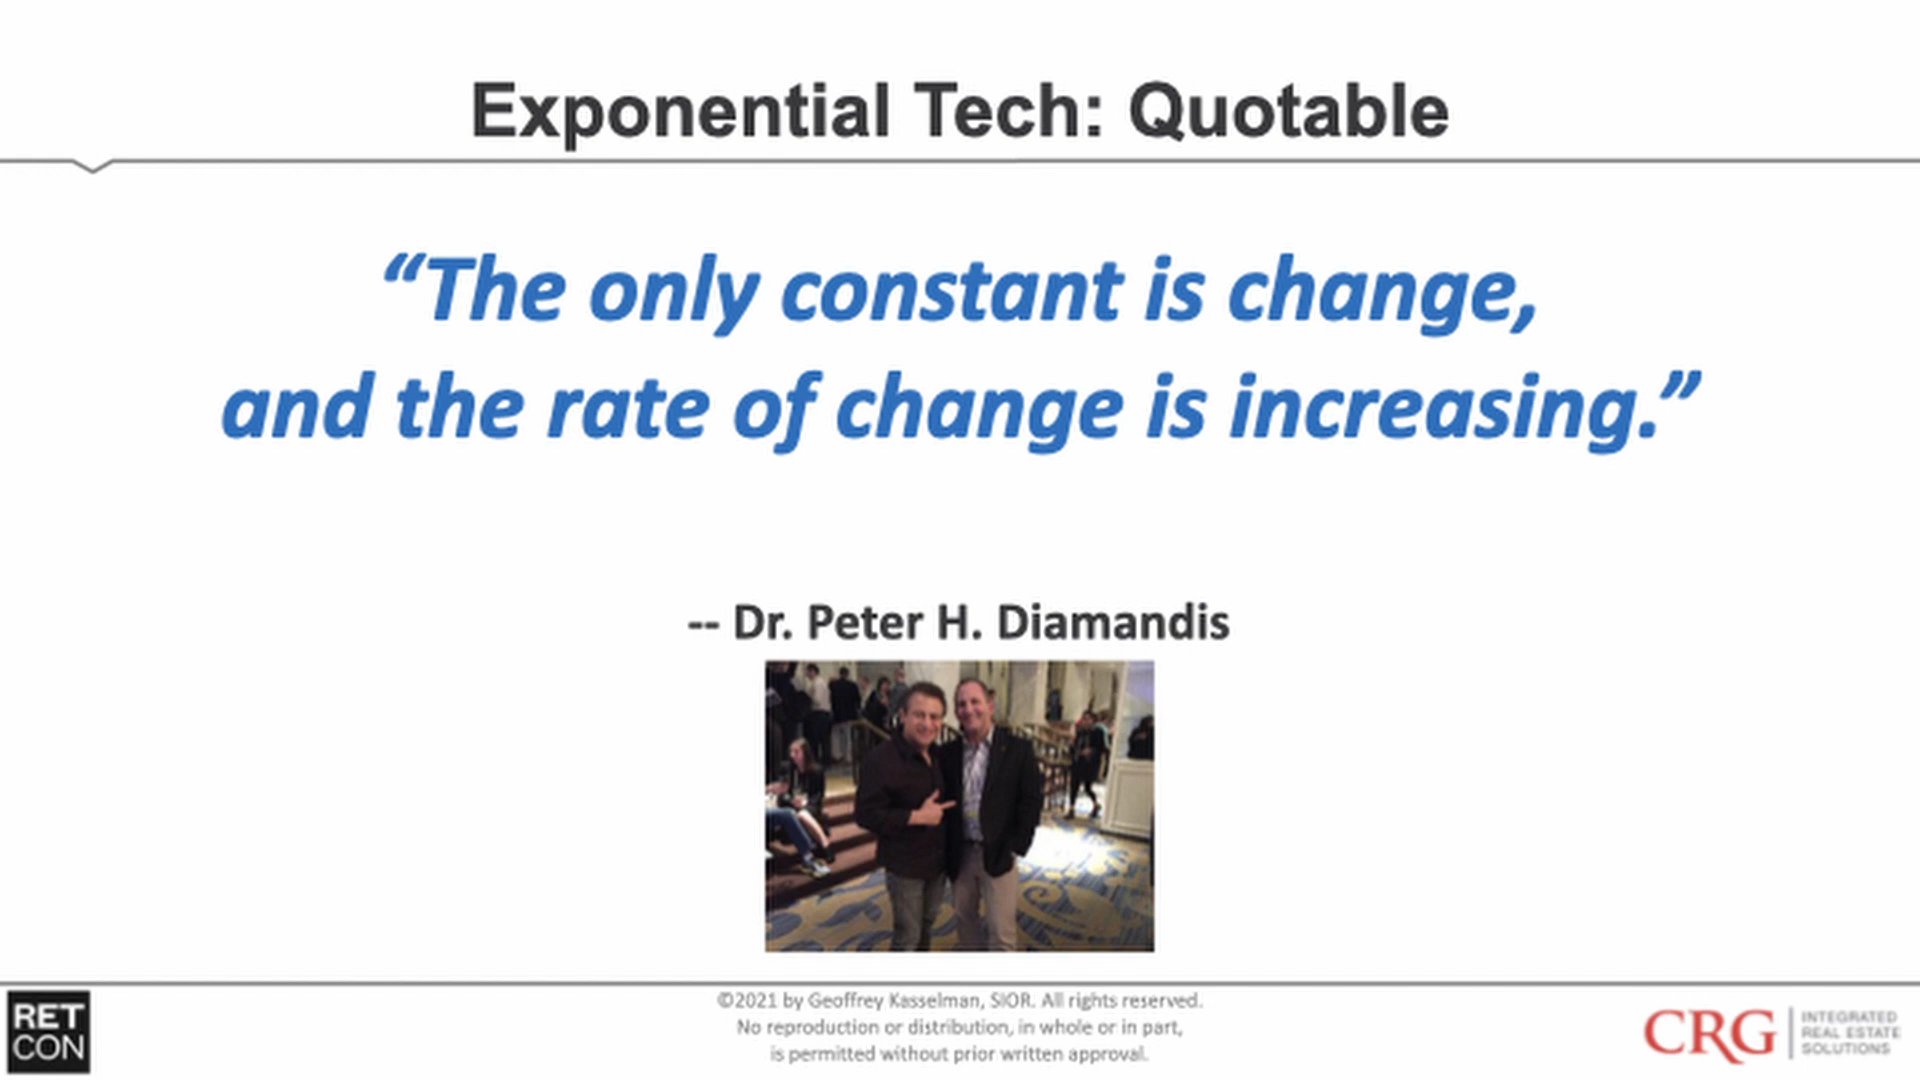 Exponential Tech: Quotable
“The only constant is change,
and the rate of change is increasing.”
-- Dr. Peter H. Diamandis
©2021 by Geoffrey Kasselman, SIOR. All rights reserved.
No reproduction or distribution, in whole or in part,
is permitted without prior written approval.
RET
CON
CRG
INTEGRATED
REAL ESTATE
SOLUTIONS